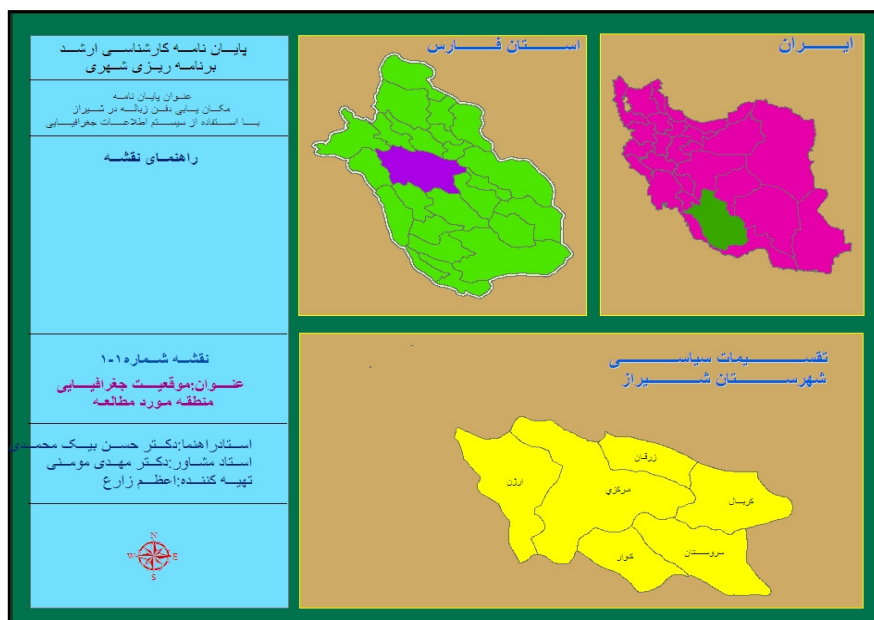 پایان نامه کارشناسی ارشد
برنامه ریزی شهری
عنوان پایان نامه
مکان یابی دفن زباله در شیراز
با استفاده از سیستم اطلاعات جغرافیایی
راهنمای نقشه
نقشه شماره ۱-۱
عنوان:موقعیت جغرافیایی
منطقه مورد مطالعه
استادراهنما:دکتر حسن بیک محمدی
استاد مشاور:دکتر مهدی مومنی
تهیه کننده:اعظم زارع
N
W E
S
استان فارس
ایران
تقسیمات سیاسی
شهرستان شیراز
زرقان
ارژن
مرکزي
کربال
سروستان
کوار